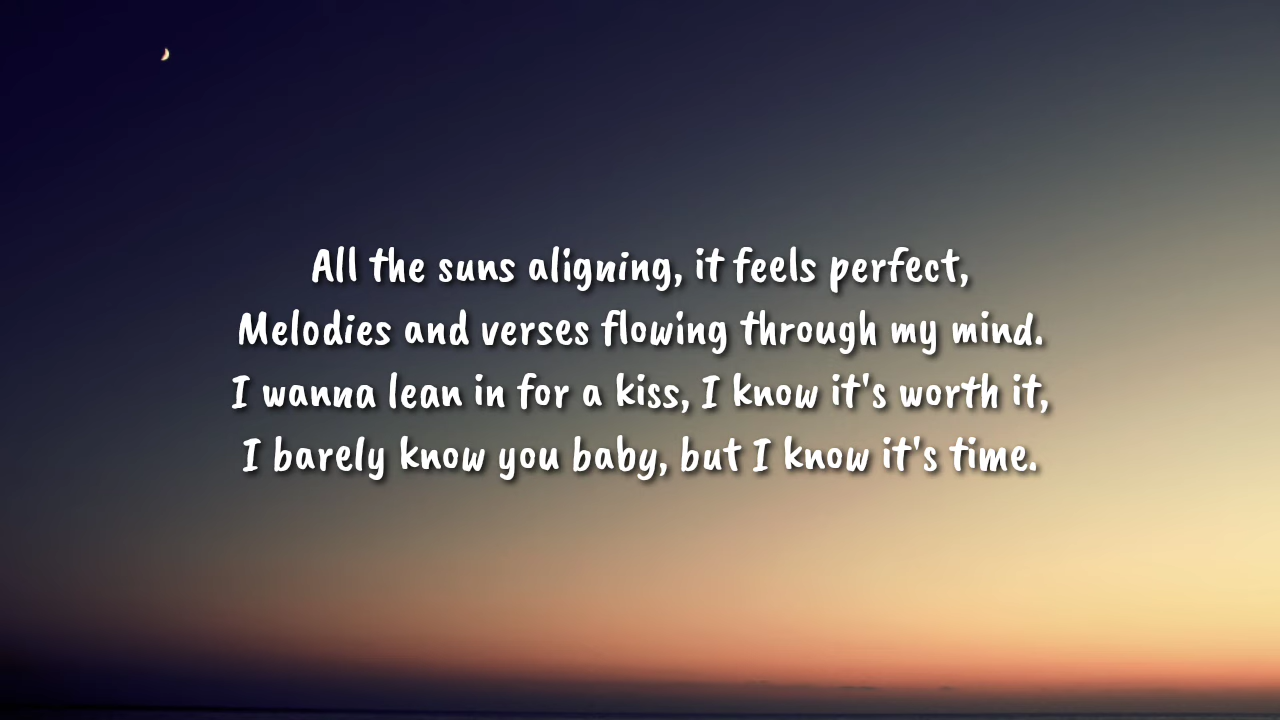 All the suns aligning, it feels perfect,
Melodies and verses flowing through my mind.
I wanna lean in for a kiss, I know it's worth it,
I barely know you baby, but I know it's time.